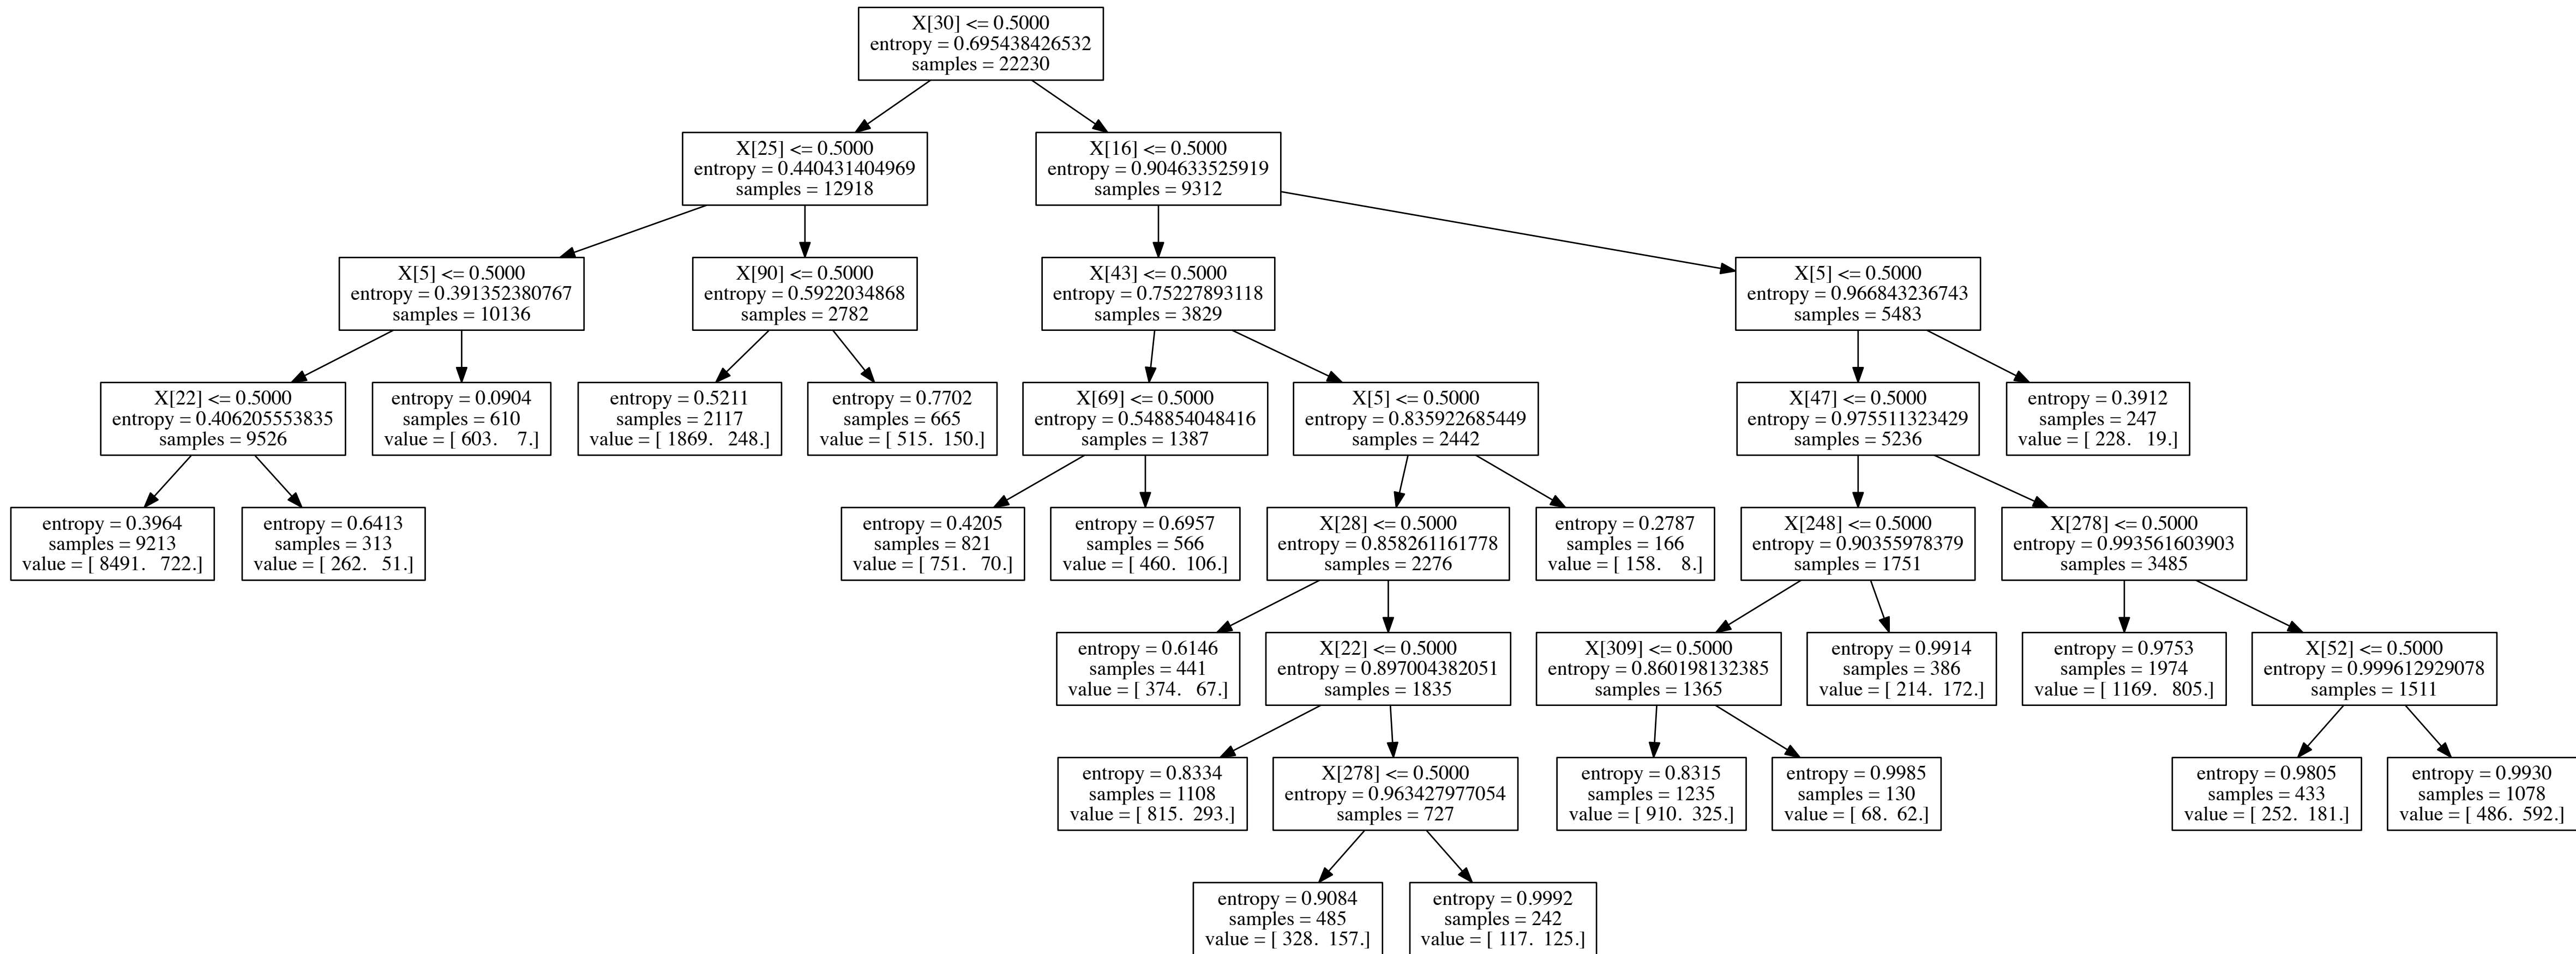 X[30] <= 0.5000
entropy = 0.695438426532
samples = 22230
X[25] <= 0.5000
entropy = 0.440431404969
samples = 12918
X[16] <= 0.5000
entropy = 0.904633525919
samples = 9312
X[5] <= 0.5000
entropy = 0.391352380767
samples = 10136
X[90] <= 0.5000
entropy = 0.5922034868
samples = 2782
X[43] <= 0.5000
entropy = 0.75227893118
samples = 3829
X[5] <= 0.5000
entropy = 0.966843236743
samples = 5483
X[22] <= 0.5000
entropy = 0.406205553835
samples = 9526
entropy = 0.0904
samples = 610
value = [ 603. 7.]
entropy = 0.5211
samples = 2117
value = [ 1869. 248.]
entropy = 0.7702
samples = 665
value = [ 515. 150.]
X[69] <= 0.5000
entropy = 0.548854048416
samples = 1387
X[5] <= 0.5000
entropy = 0.835922685449
samples = 2442
X[47] <= 0.5000
entropy = 0.975511323429
samples = 5236
entropy = 0.3912
samples = 247
value = [ 228. 19.]
entropy = 0.3964
samples = 9213
value = [ 8491. 722.]
entropy = 0.6413
samples = 313
value = [ 262. 51.]
entropy = 0.4205
samples = 821
value = [ 751. 70.]
entropy = 0.6957
samples = 566
value = [ 460. 106.]
X[28] <= 0.5000
entropy = 0.858261161778
samples = 2276
entropy = 0.2787
samples = 166
value = [ 158. 8.]
X[248] <= 0.5000
entropy = 0.90355978379
samples = 1751
X[278] <= 0.5000
entropy = 0.993561603903
samples = 3485
entropy = 0.6146
samples = 441
value = [ 374. 67.]
X[22] <= 0.5000
entropy = 0.897004382051
samples = 1835
X[309] <= 0.5000
entropy = 0.860198132385
samples = 1365
entropy = 0.9914
samples = 386
value = [ 214. 172.]
entropy = 0.9753
samples = 1974
value = [ 1169. 805.]
X[52] <= 0.5000
entropy = 0.999612929078
samples = 1511
entropy = 0.8334
samples = 1108
value = [ 815. 293.]
X[278] <= 0.5000
entropy = 0.963427977054
samples = 727
entropy = 0.8315
samples = 1235
value = [ 910. 325.]
entropy = 0.9985
samples = 130
value = [ 68. 62.]
entropy = 0.9805
samples = 433
value = [ 252. 181.]
entropy = 0.9930
samples = 1078
value = [ 486. 592.]
entropy = 0.9084
samples = 485
value = [ 328. 157.]
entropy = 0.9992
samples = 242
value = [ 117. 125.]